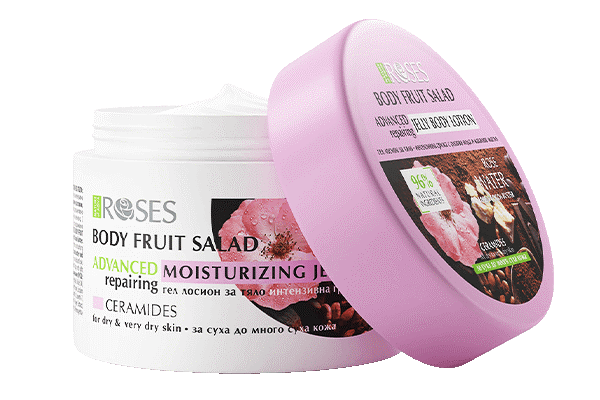 ROSES
BODY FRUIT SALAD
ADVANCED
repairing
JELLY BODY LOTION
96%
NATURAL
INGREDIENTS
ROSE
WATER
CERAMIDES
ROSES
BODY FRUIT SALAD
ADVANCED
repairing
MOISTURIZING JE
гел лосион за тяло интензивна
CERAMIDES
for dry & very dry skin • за суха до много суха кожа